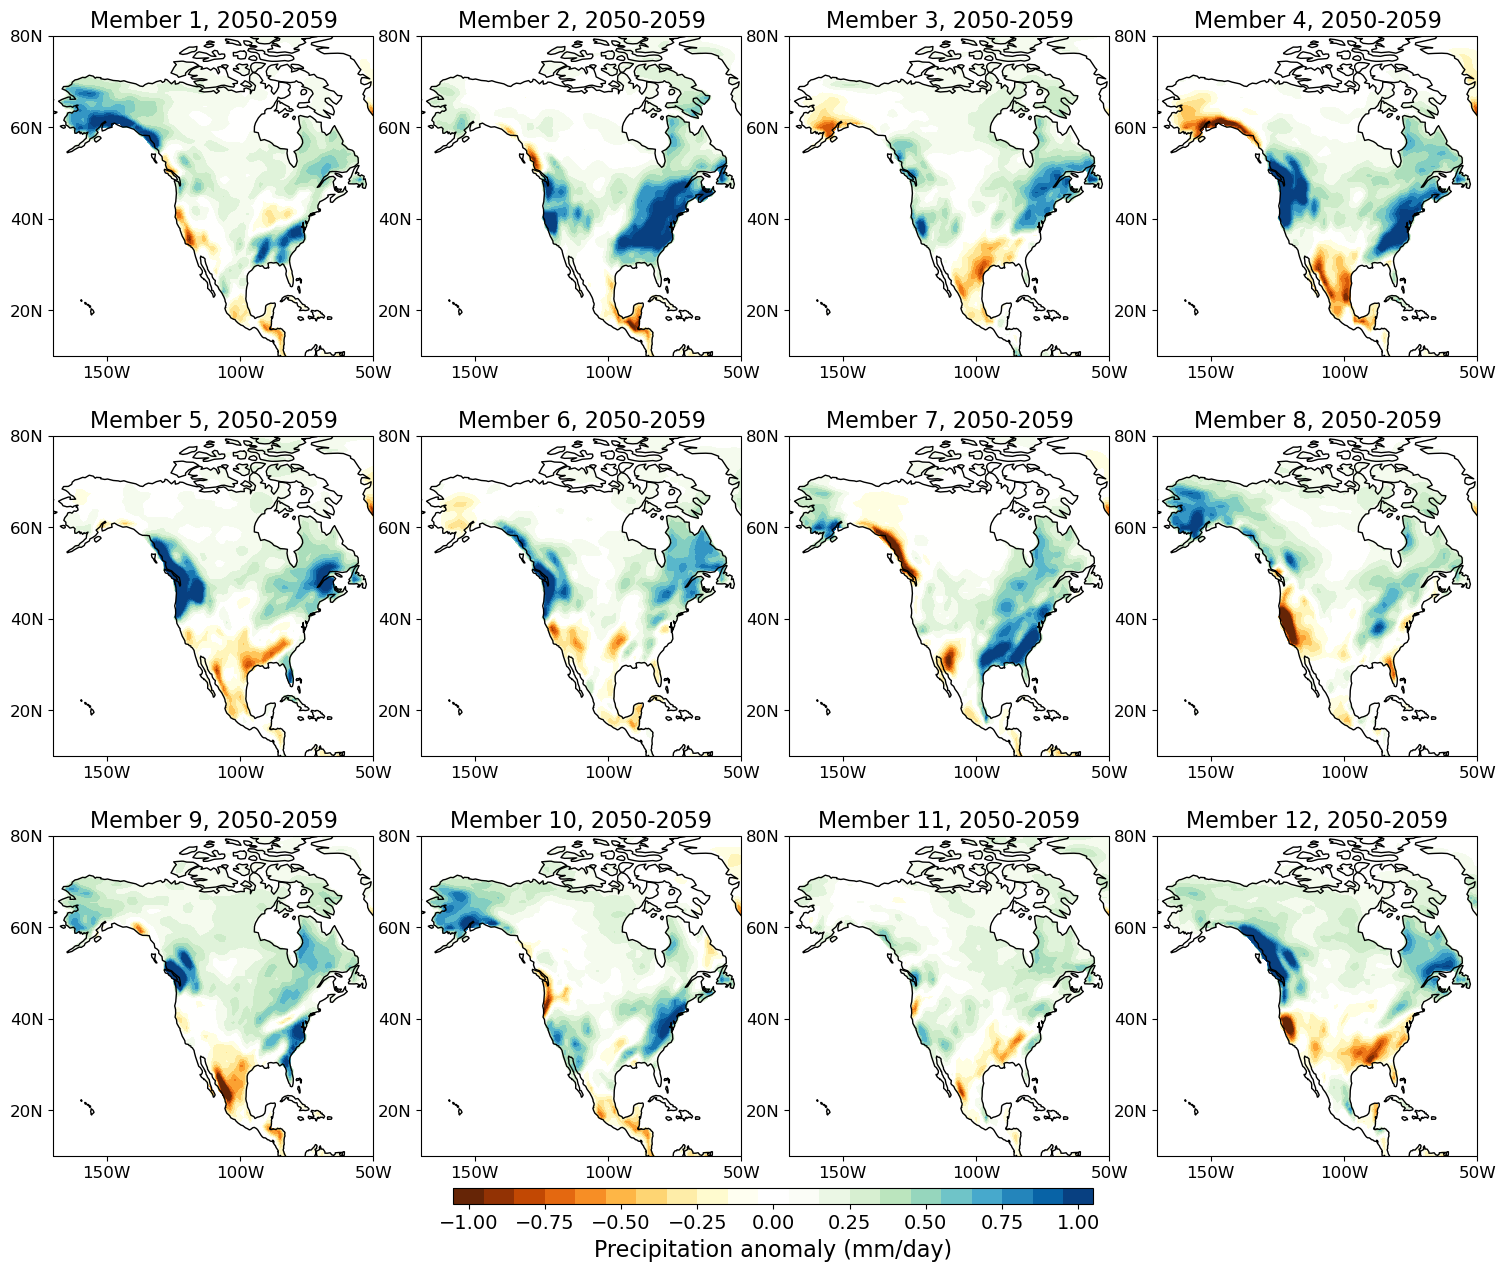 Member 1, 2050-2059 Member 2, 2050-2059 Member 3, 2050-2059 Member 4, 2050-2059
80N 80N 80N 80N
60N 60N 60N 60N
40N 40N 40N 40N
20N 20N 20N 20N
150W 100W 50W 150W 100W 50W 150W 100W 50W 150W 100W 50W
Member 5, 2050-2059 Member 6, 2050-2059 Member 7, 2050-2059 Member 8, 2050-2059
80N 80N 80N 80N
60N 60N 60N 60N
40N 40N 40N 40N
20N 20N 20N 20N
150W 100W 50W 150W 100W 50W 150W 100W 50W 150W 100W 50W
Member 9, 2050-2059 Member 10, 2050-2059 Member 11, 2050-2059 Member 12, 2050-2059
80N 80N 80N 80N
60N 60N 60N 60N
40N 40N 40N 40N
20N 20N 20N 20N
150W 100W 50W 150W 100W 50W 150W 100W 50W 150W 100W 50W
−1.00 −0.75 −0.50 −0.25 0.00 0.25 0.50 0.75 1.00
Precipitation anomaly (mm/day)